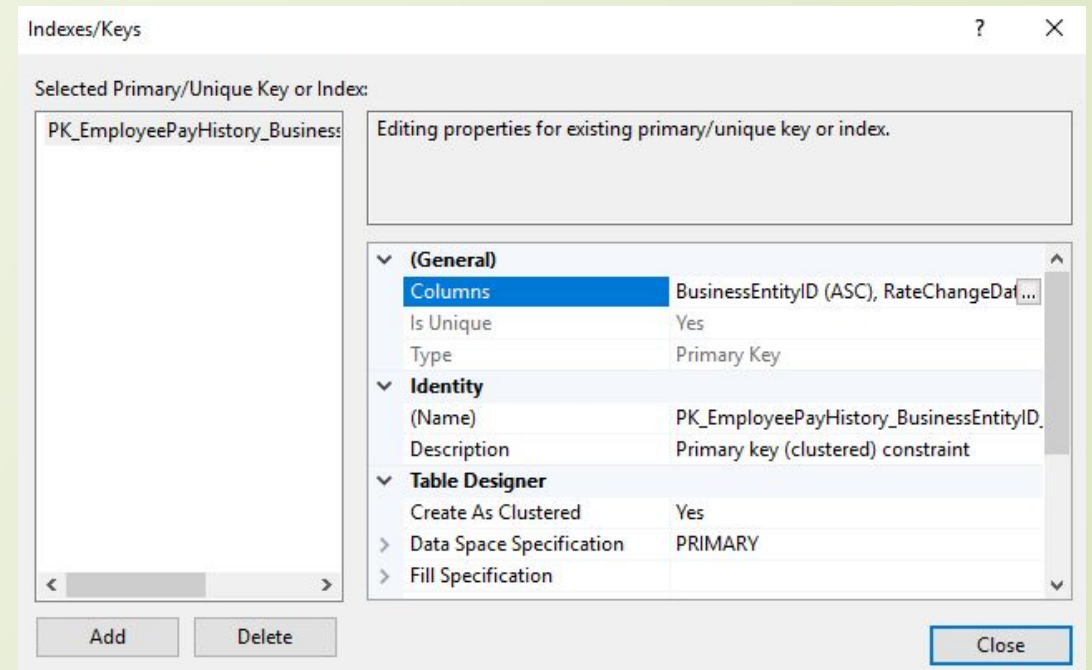 Indexes/Keys ?
Selected Primary/Unique Key or Index:
PK_EmployeePayHistory_Business
Editing properties for existing primary/unique key or index.
(General)
Columns BusinessEntityID (ASC), RateChangeDat ...
Is Unique Yes
Type Primary Key
Identity
(Name) PK_EmployeePayHistory_BusinessEntityID_
Description Primary key (clustered) constraint
Table Designer
Create As Clustered Yes
Data Space Specification PRIMARY
Fill Specification
Add Delete Close